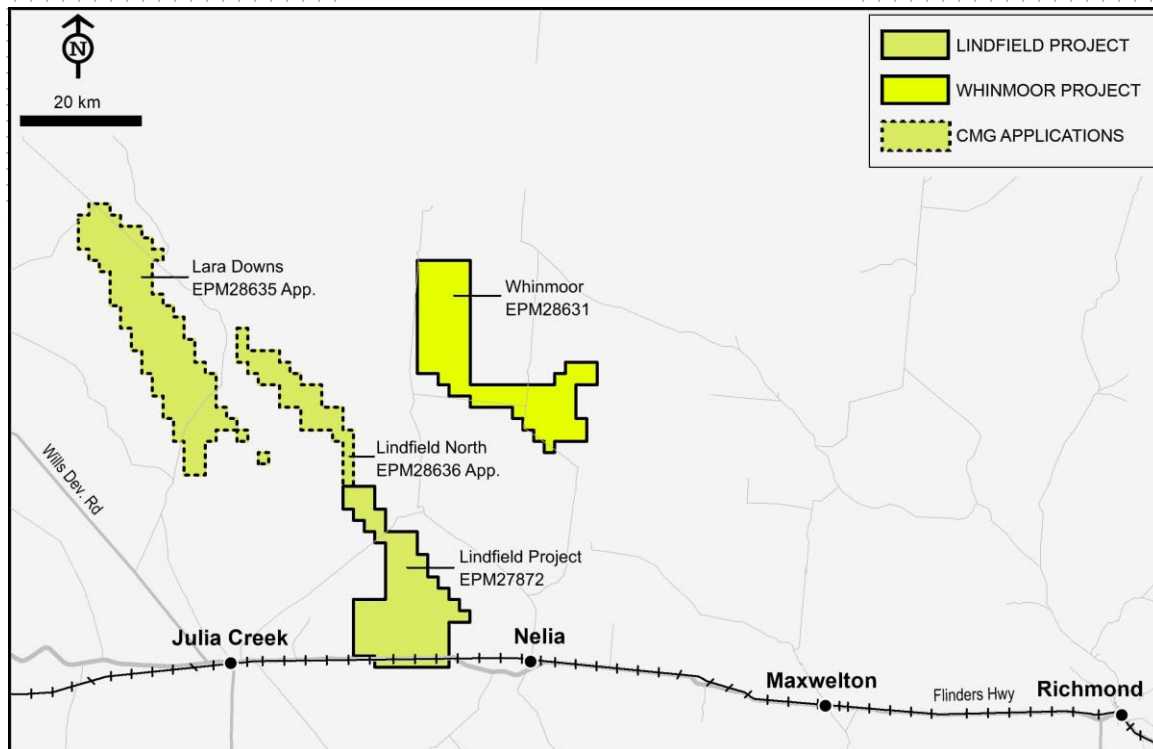 N
20 km
LINDFIELD PROJECT
WHINMOOR PROJECT
CMG APPLICATIONS
Lara Downs
EPM28635 App.
Whinmoor
EPM28631
Lindfield North
EPM28636 App.
Wills Dev. Rd
Lindfield Project
EPM27872
Julia Creek
Nelia
Maxwelton
Flinders Hwy
Richmond